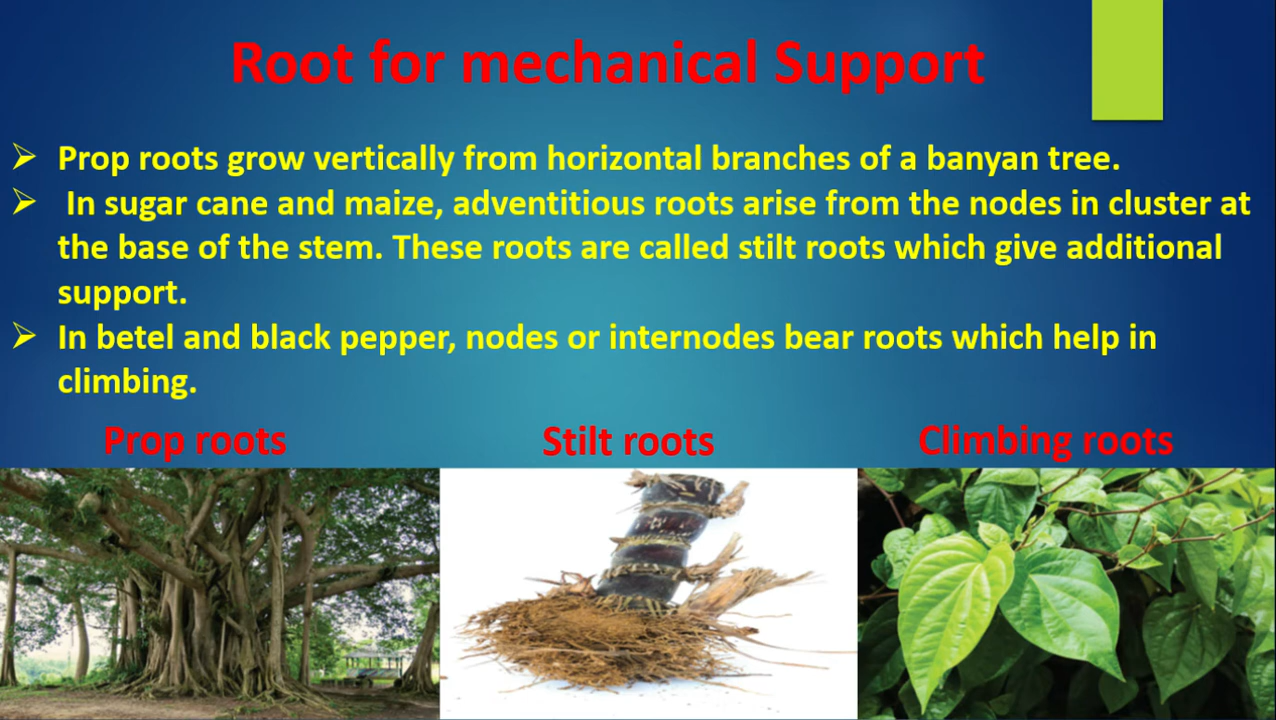 Root for mechanical Support
➢ Prop roots grow vertically from horizontal branches of a banyan tree.
➢ In sugar cane and maize, adventitious roots arise from the nodes in cluster at
the base of the stem. These roots are called stilt roots which give additional
support.
➢ In betel and black pepper, nodes or internodes bear roots which help in
climbing.
Prop roots
Stilt roots
Climbing roots